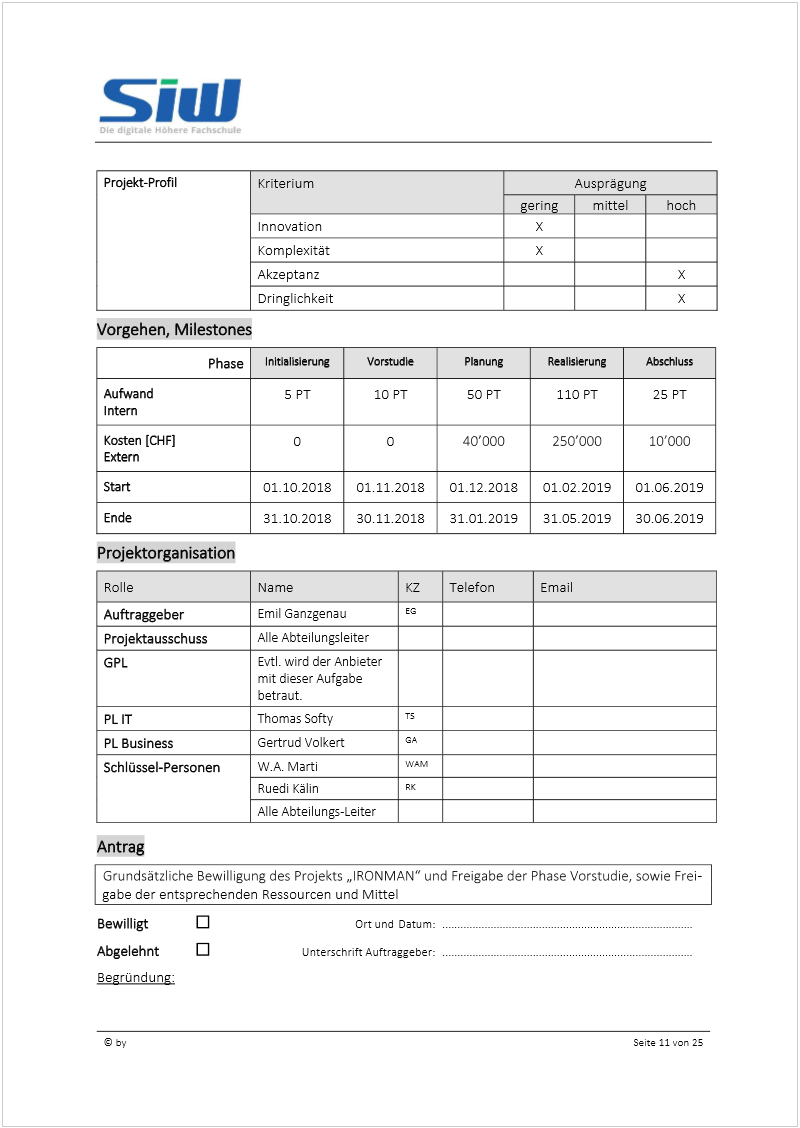 SIW
Die digitale Höhere Fachschule
Projekt-Profil Kriterium Ausprägung
gering mittel hoch
Innovation X
Komplexität X
Akzeptanz X
Dringlichkeit X
Vorgehen, Milestones
Phase Initialisierung Vorstudie Planung Realisierung Abschluss
Aufwand 5 PT 10 PT 50 PT 110 PT 25 PT
Intern
Kosten [CHF] 0 0 40’000 250’000 10’000
Extern
Start 01.10.2018 01.11.2018 01.12.2018 01.02.2019 01.06.2019
Ende 31.10.2018 30.11.2018 31.01.2019 31.05.2019 30.06.2019
Projektorganisation
Rolle Name KZ Telefon Email
Auftraggeber Emil Ganzgenau EG
Projektausschuss Alle Abteilungsleiter
GPL Evtl. wird der Anbieter
mit dieser Aufgabe
betraut.
PL IT Thomas Softy TS
PL Business Gertrud Volkert GA
Schlüssel-Personen W.A. Marti WAM
Ruedi Kälin RK
Alle Abteilungs-Leiter
Antrag
Grundsätzliche Bewilligung des Projekts „IRONMAN“ und Freigabe der Phase Vorstudie, sowie Frei-
gabe der entsprechenden Ressourcen und Mittel
Bewilligt ☐ Ort und Datum: ....................................................................................
Abgelehnt ☐ Unterschrift Auftraggeber: ....................................................................................
Begründung:
© by Seite 11 von 25